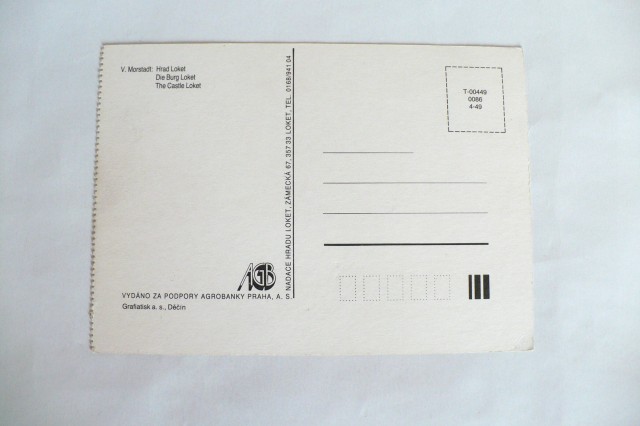 V. Morstadt: Hrad Loket
Die Burg Loket
The Castle Loket
AGB
VYDÁNO ZA PODPORY AGROBANKY PRAHA, A. S.
Grafiatisk a. s., Děčín
NADACE HRADU LOKET, ZÁMECKÁ 67, 357 33 LOKET, TEL. 0168/941 04
T-00449
0086
4-49